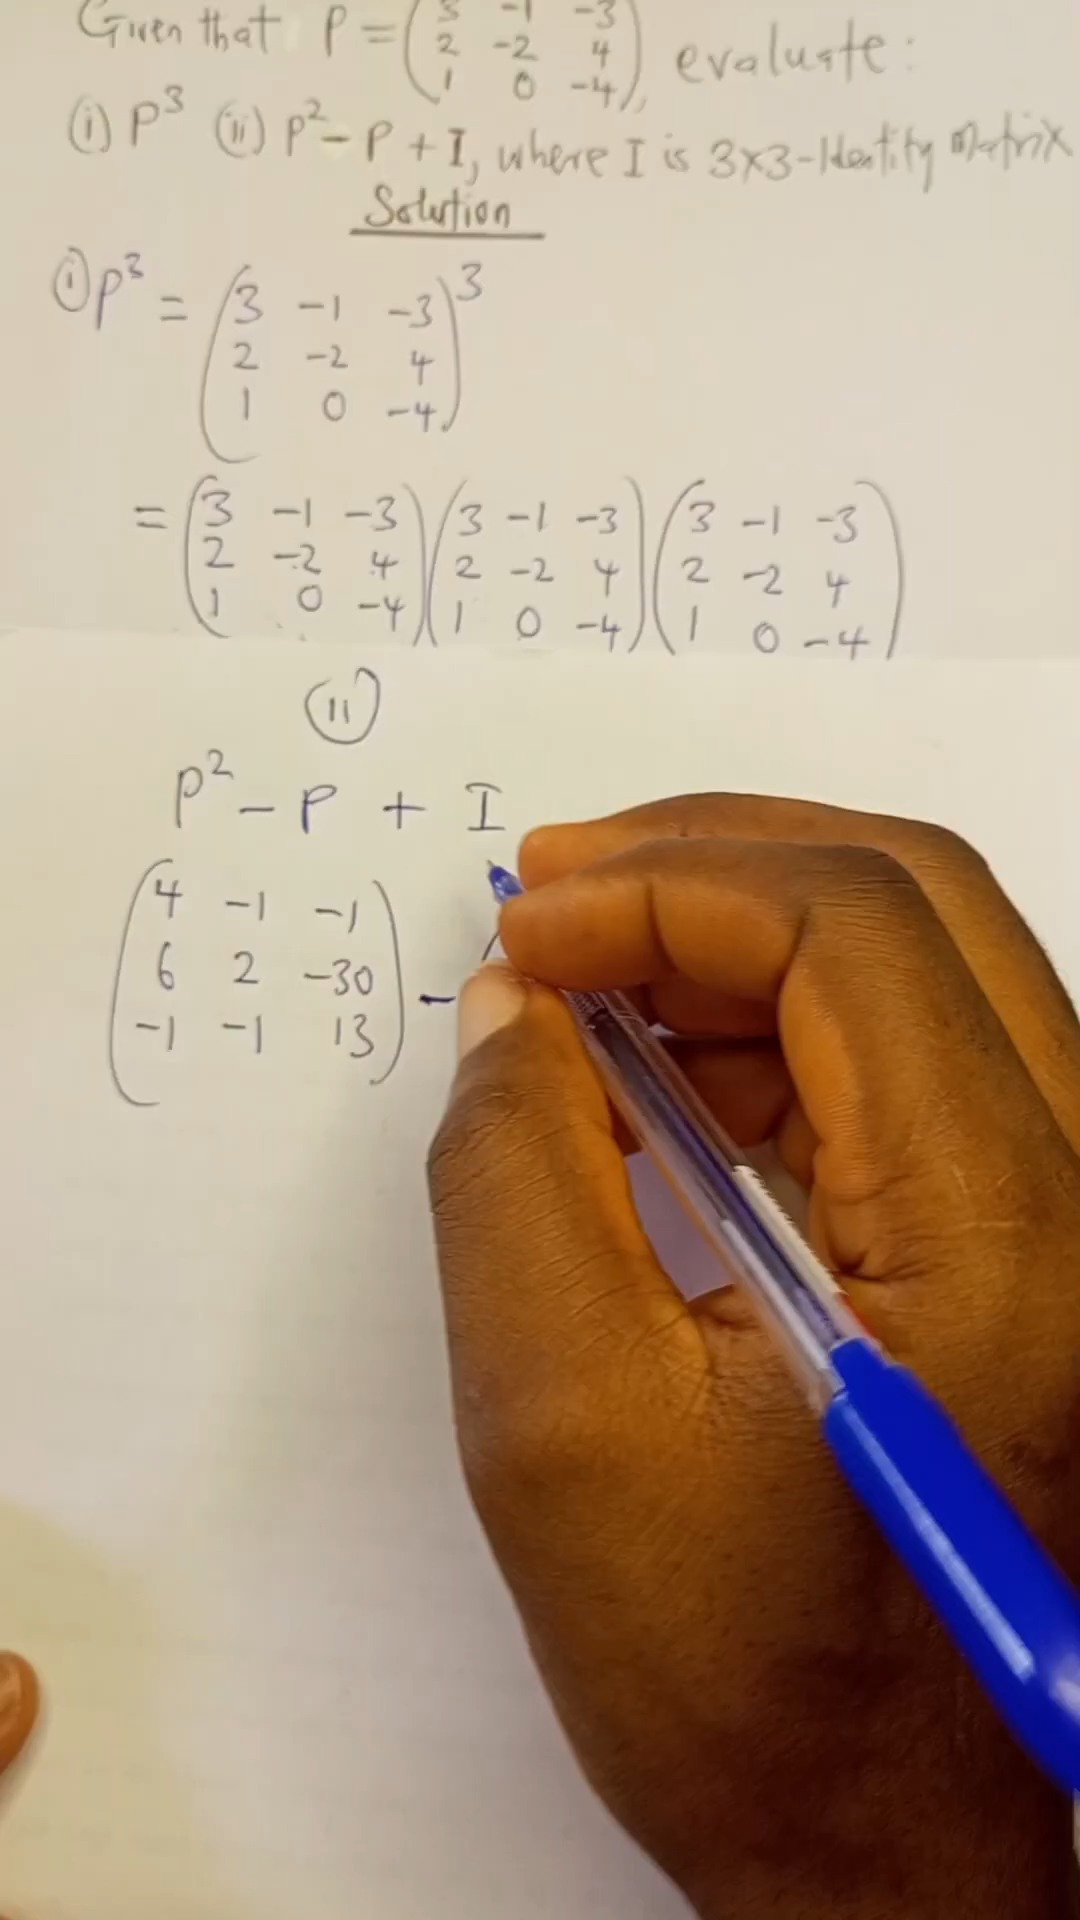 Given that P = (3 -1 -3
2 -2 4
1 0 -4), evaluate:
(i) P³ (ii) P² - P + I, where I is 3x3-Identity Matrix
Solution
(i) P³ = (3 -1 -3)³
2 -2 4
1 0 -4
= (3 -1 -3)(3 -1 -3)(3 -1 -3)
2 -2 4 2 -2 4 2 -2 4
1 0 -4 1 0 -4 1 0 -4
(ii)
P² - P + I
(4 -1 -1
6 2 -30
-1 -1 13) - (